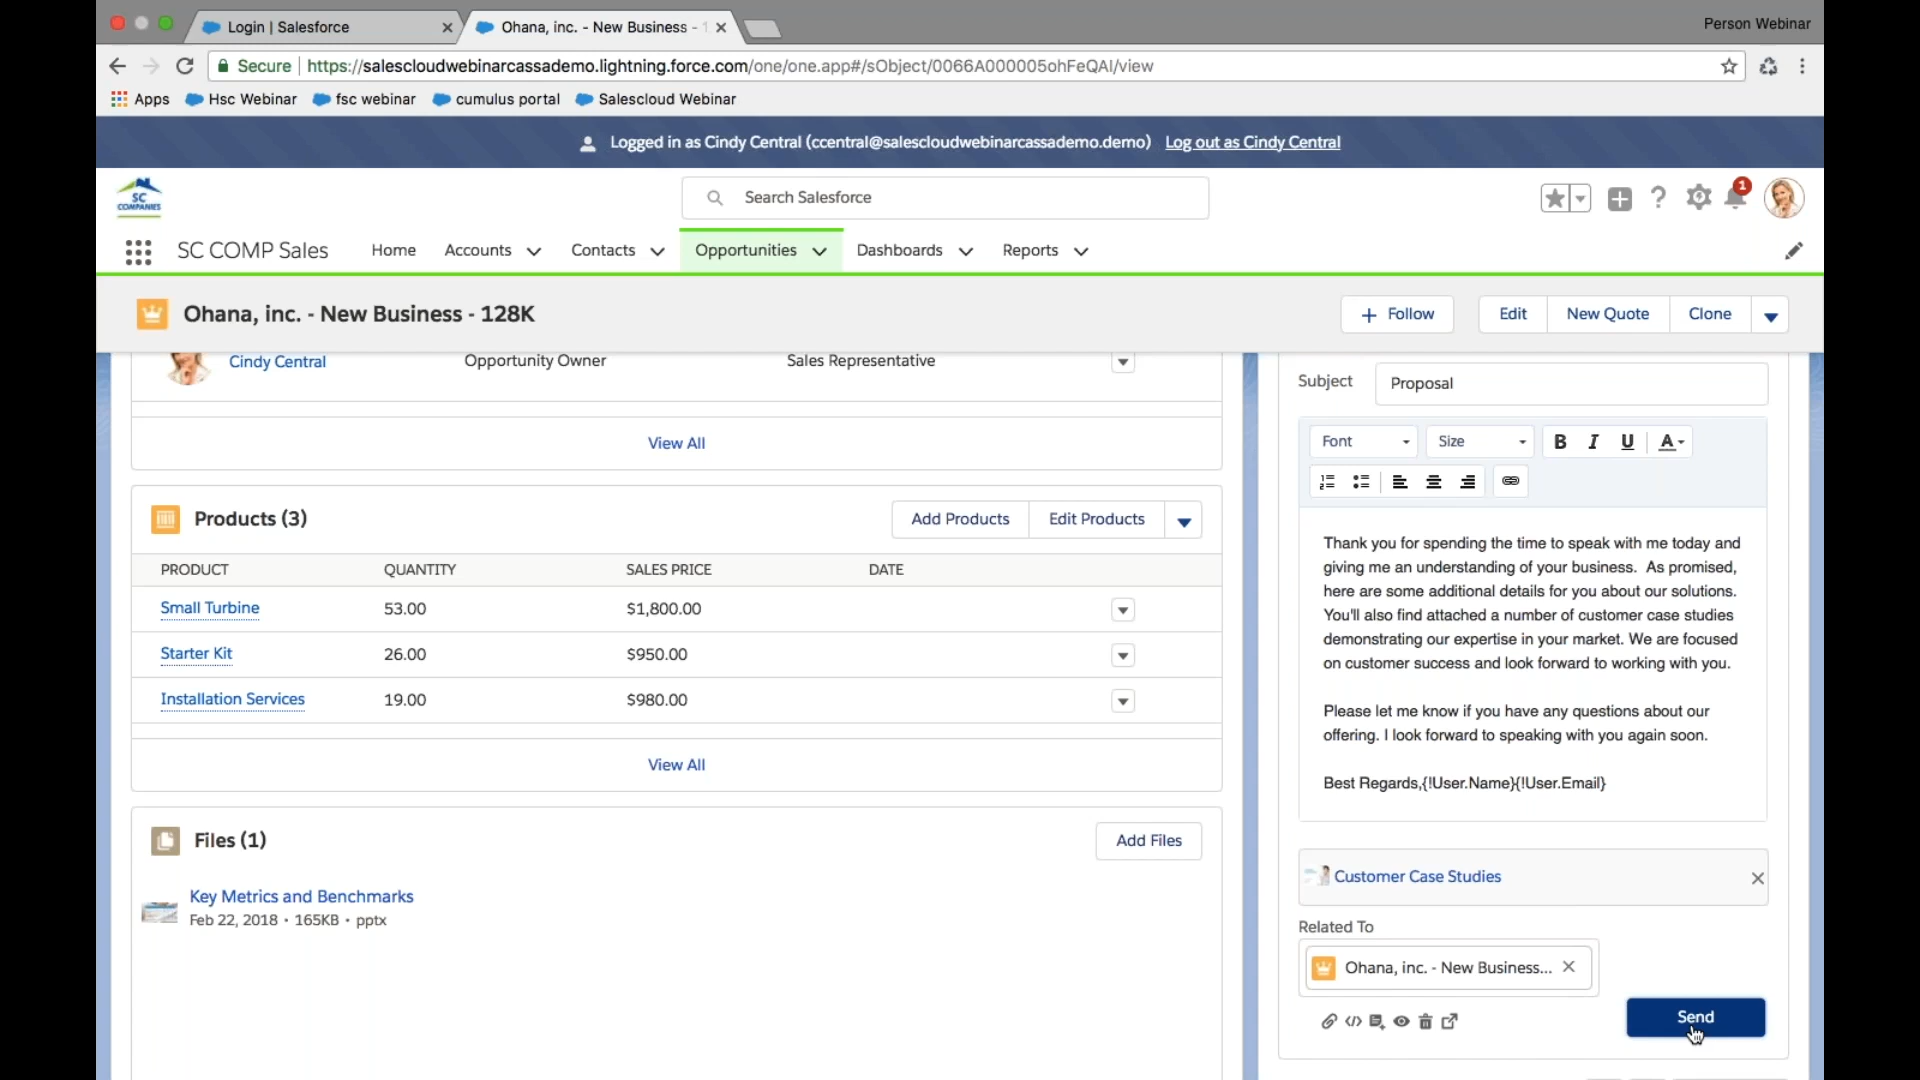 Login | Salesforce
Ohana, inc. - New Business - 1
Person Webinar
Secure
https://salescloudwebinarcassademo.lightning.force.com/one/one.app#/sObject/0066A000005ohFeQAI/view
Apps
Hsc Webinar
fsc webinar
cumulus portal
Salescloud Webinar
Logged in as Cindy Central (ccentral@salescloudwebinarcassademo.demo) Log out as Cindy Central
SC
COMPANIES
Search Salesforce
1
SC COMP Sales
Home
Accounts
Contacts
Opportunities
Dashboards
Reports
Ohana, inc. - New Business - 128K
+ Follow
Edit
New Quote
Clone
Cindy Central
Opportunity Owner
Sales Representative
View All
Products (3)
Add Products
Edit Products
PRODUCT QUANTITY SALES PRICE DATE
Small Turbine 53.00 $1,800.00
Starter Kit 26.00 $950.00
Installation Services 19.00 $980.00
View All
Files (1)
Add Files
Key Metrics and Benchmarks
Feb 22, 2018 • 165KB • pptx
Subject
Proposal
Font
Size
B I U A
Thank you for spending the time to speak with me today and
giving me an understanding of your business. As promised,
here are some additional details for you about our solutions.
You'll also find attached a number of customer case studies
demonstrating our expertise in your market. We are focused
on customer success and look forward to working with you.
Please let me know if you have any questions about our
offering. I look forward to speaking with you again soon.
Best Regards,{!User.Name}{!User.Email}
Customer Case Studies
Related To
Ohana, inc. - New Business...
Send